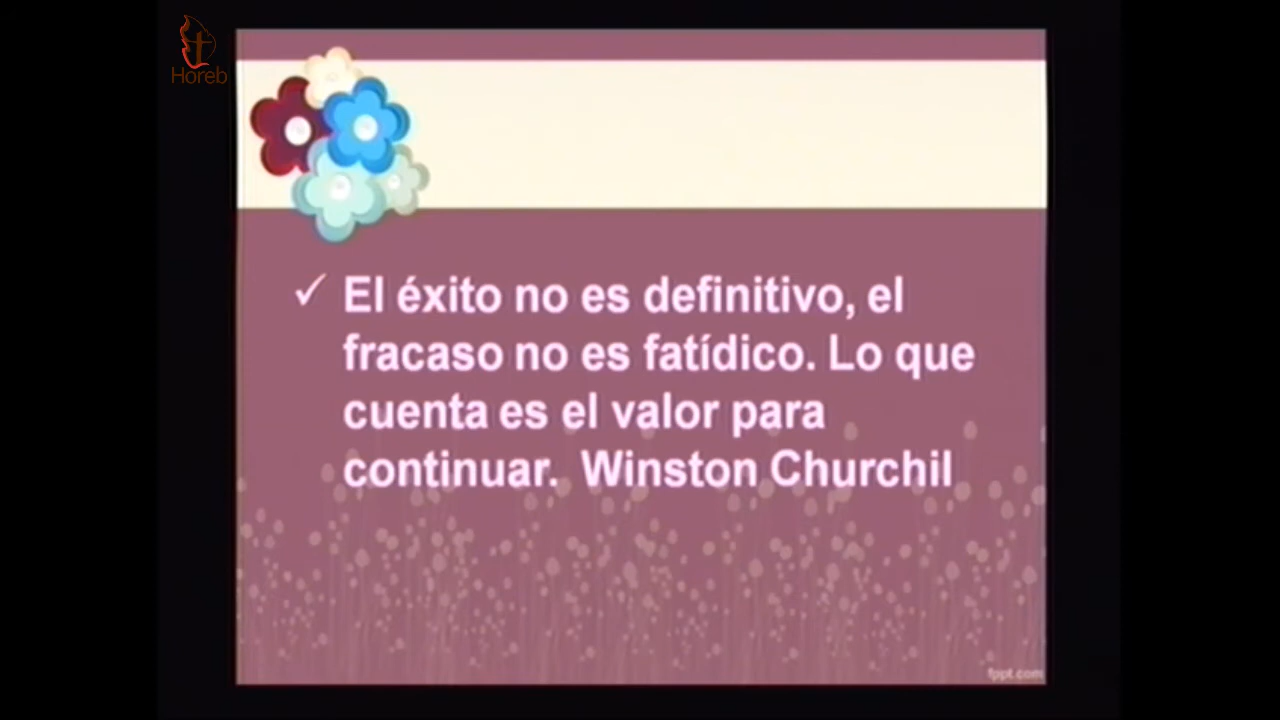 Horeb
✓ El éxito no es definitivo, el
fracaso no es fatídico. Lo que
cuenta es el valor para
continuar. Winston Churchil
fppt.com